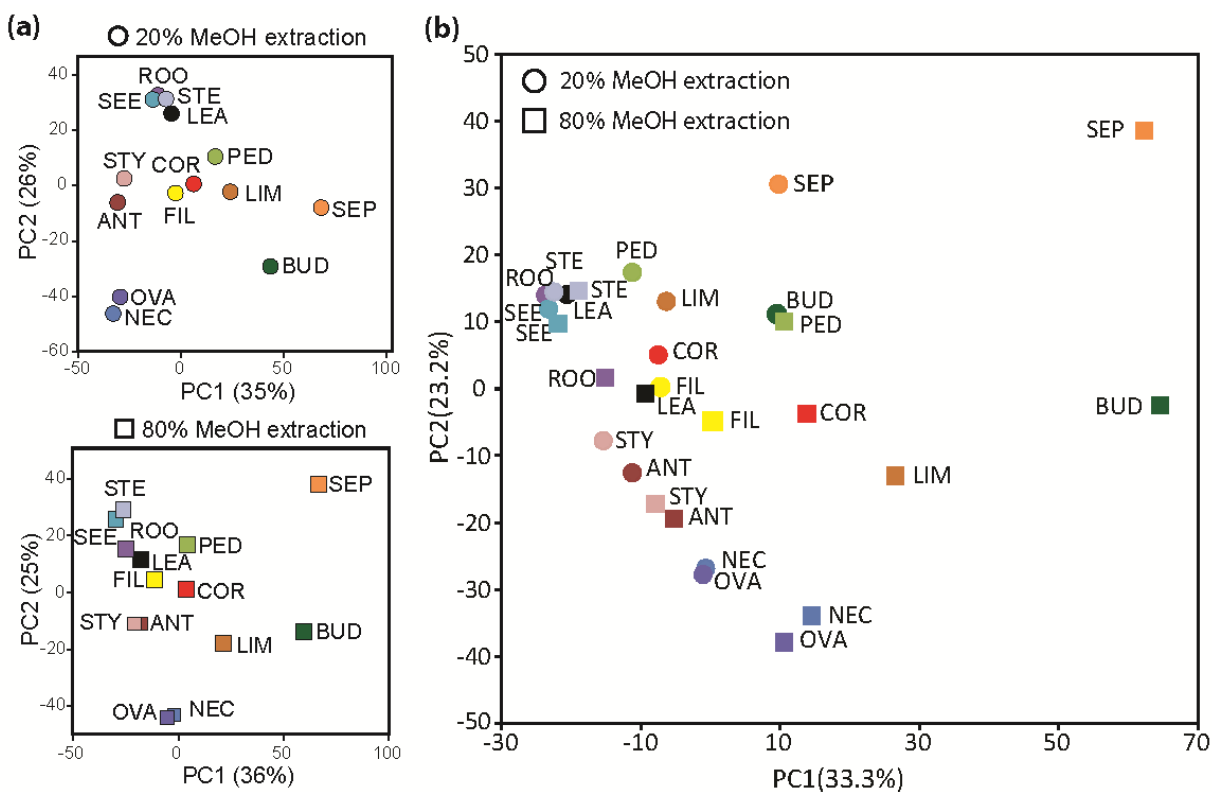 (a)
20% MeOH extraction
40
20
0
-20
-40
-60
-50
0
50
100
PC2 (26%)
PC1 (35%)
ROO
SEE
STE
LEA
STY
COR
PED
ANT
FIL
LIM
SEP
BUD
OVA
NEC
80% MeOH extraction
40
20
0
-20
-40
-50
0
50
100
PC2 (25%)
PC1 (36%)
SEP
STE
SEE
ROO
PED
LEA
FIL
COR
STY
ANT
LIM
BUD
OVA
NEC
(b)
20% MeOH extraction
80% MeOH extraction
50
40
30
20
10
0
-10
-20
-30
-40
-50
-30
-10
10
30
50
70
PC2(23.2%)
PC1(33.3%)
SEP
SEP
PED
STE
ROO
STE
LIM
LEA
SEE
SEE
BUD
PED
COR
ROO
FIL
LEA
FIL
COR
BUD
STY
ANT
LIM
STY
ANT
NEC
OVA
NEC
OVA